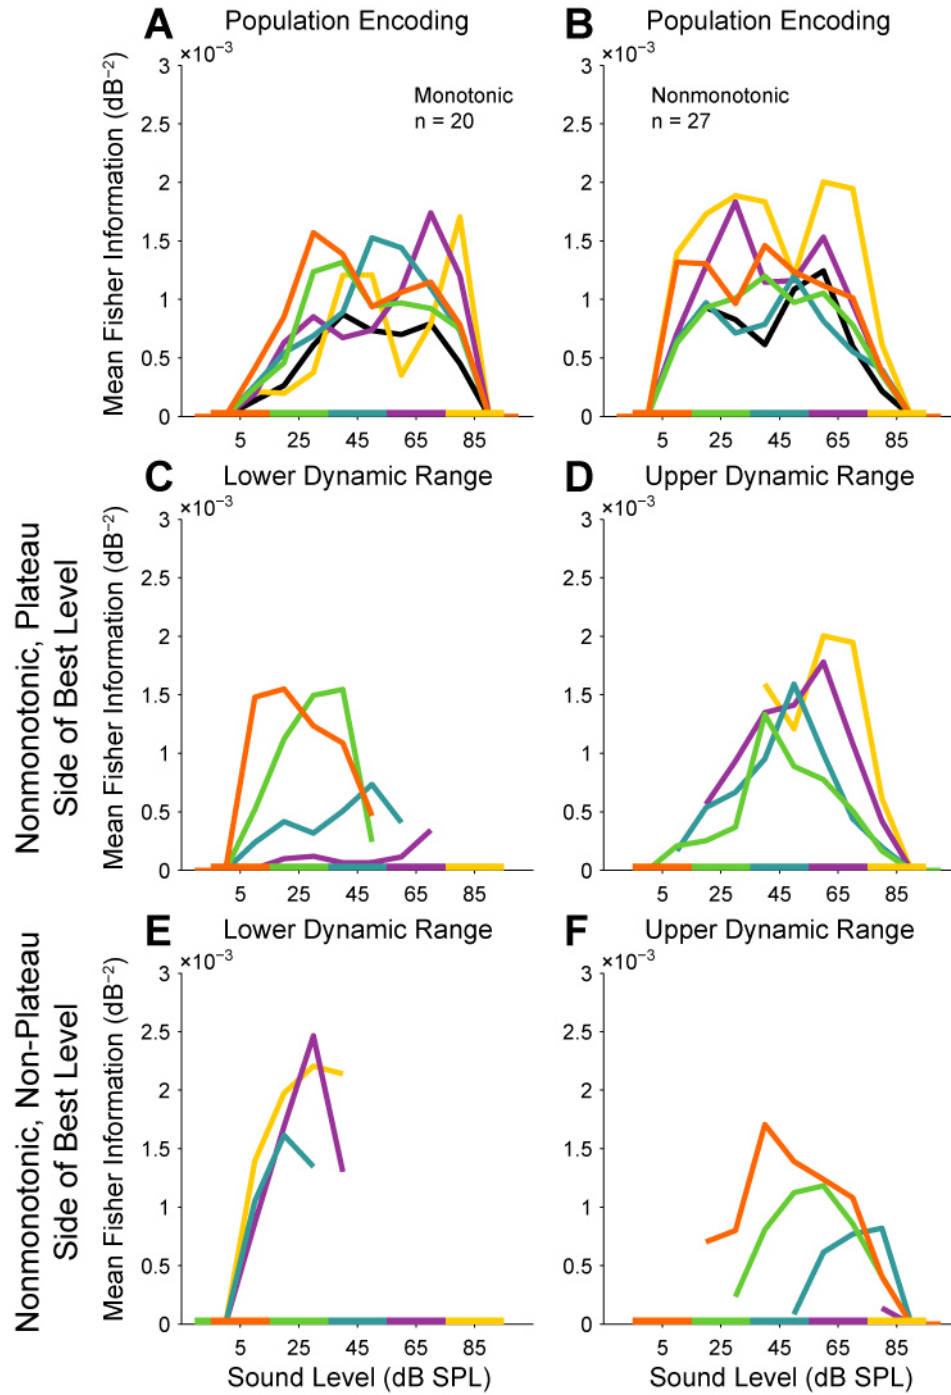 A Population Encoding
×10⁻³
Mean Fisher Information (dB⁻²)
3
2.5
2
1.5
1
0.5
0
5 25 45 65 85
Monotonic
n = 20
B Population Encoding
×10⁻³
3
2.5
2
1.5
1
0.5
0
5 25 45 65 85
Nonmonotonic
n = 27
Nonmonotonic, Plateau
Side of Best Level
C Lower Dynamic Range
×10⁻³
Mean Fisher Information (dB⁻²)
3
2.5
2
1.5
1
0.5
0
5 25 45 65 85
D Upper Dynamic Range
×10⁻³
3
2.5
2
1.5
1
0.5
0
5 25 45 65 85
Nonmonotonic, Non-Plateau
Side of Best Level
E Lower Dynamic Range
×10⁻³
Mean Fisher Information (dB⁻²)
3
2.5
2
1.5
1
0.5
0
5 25 45 65 85
Sound Level (dB SPL)
F Upper Dynamic Range
×10⁻³
3
2.5
2
1.5
1
0.5
0
5 25 45 65 85
Sound Level (dB SPL)